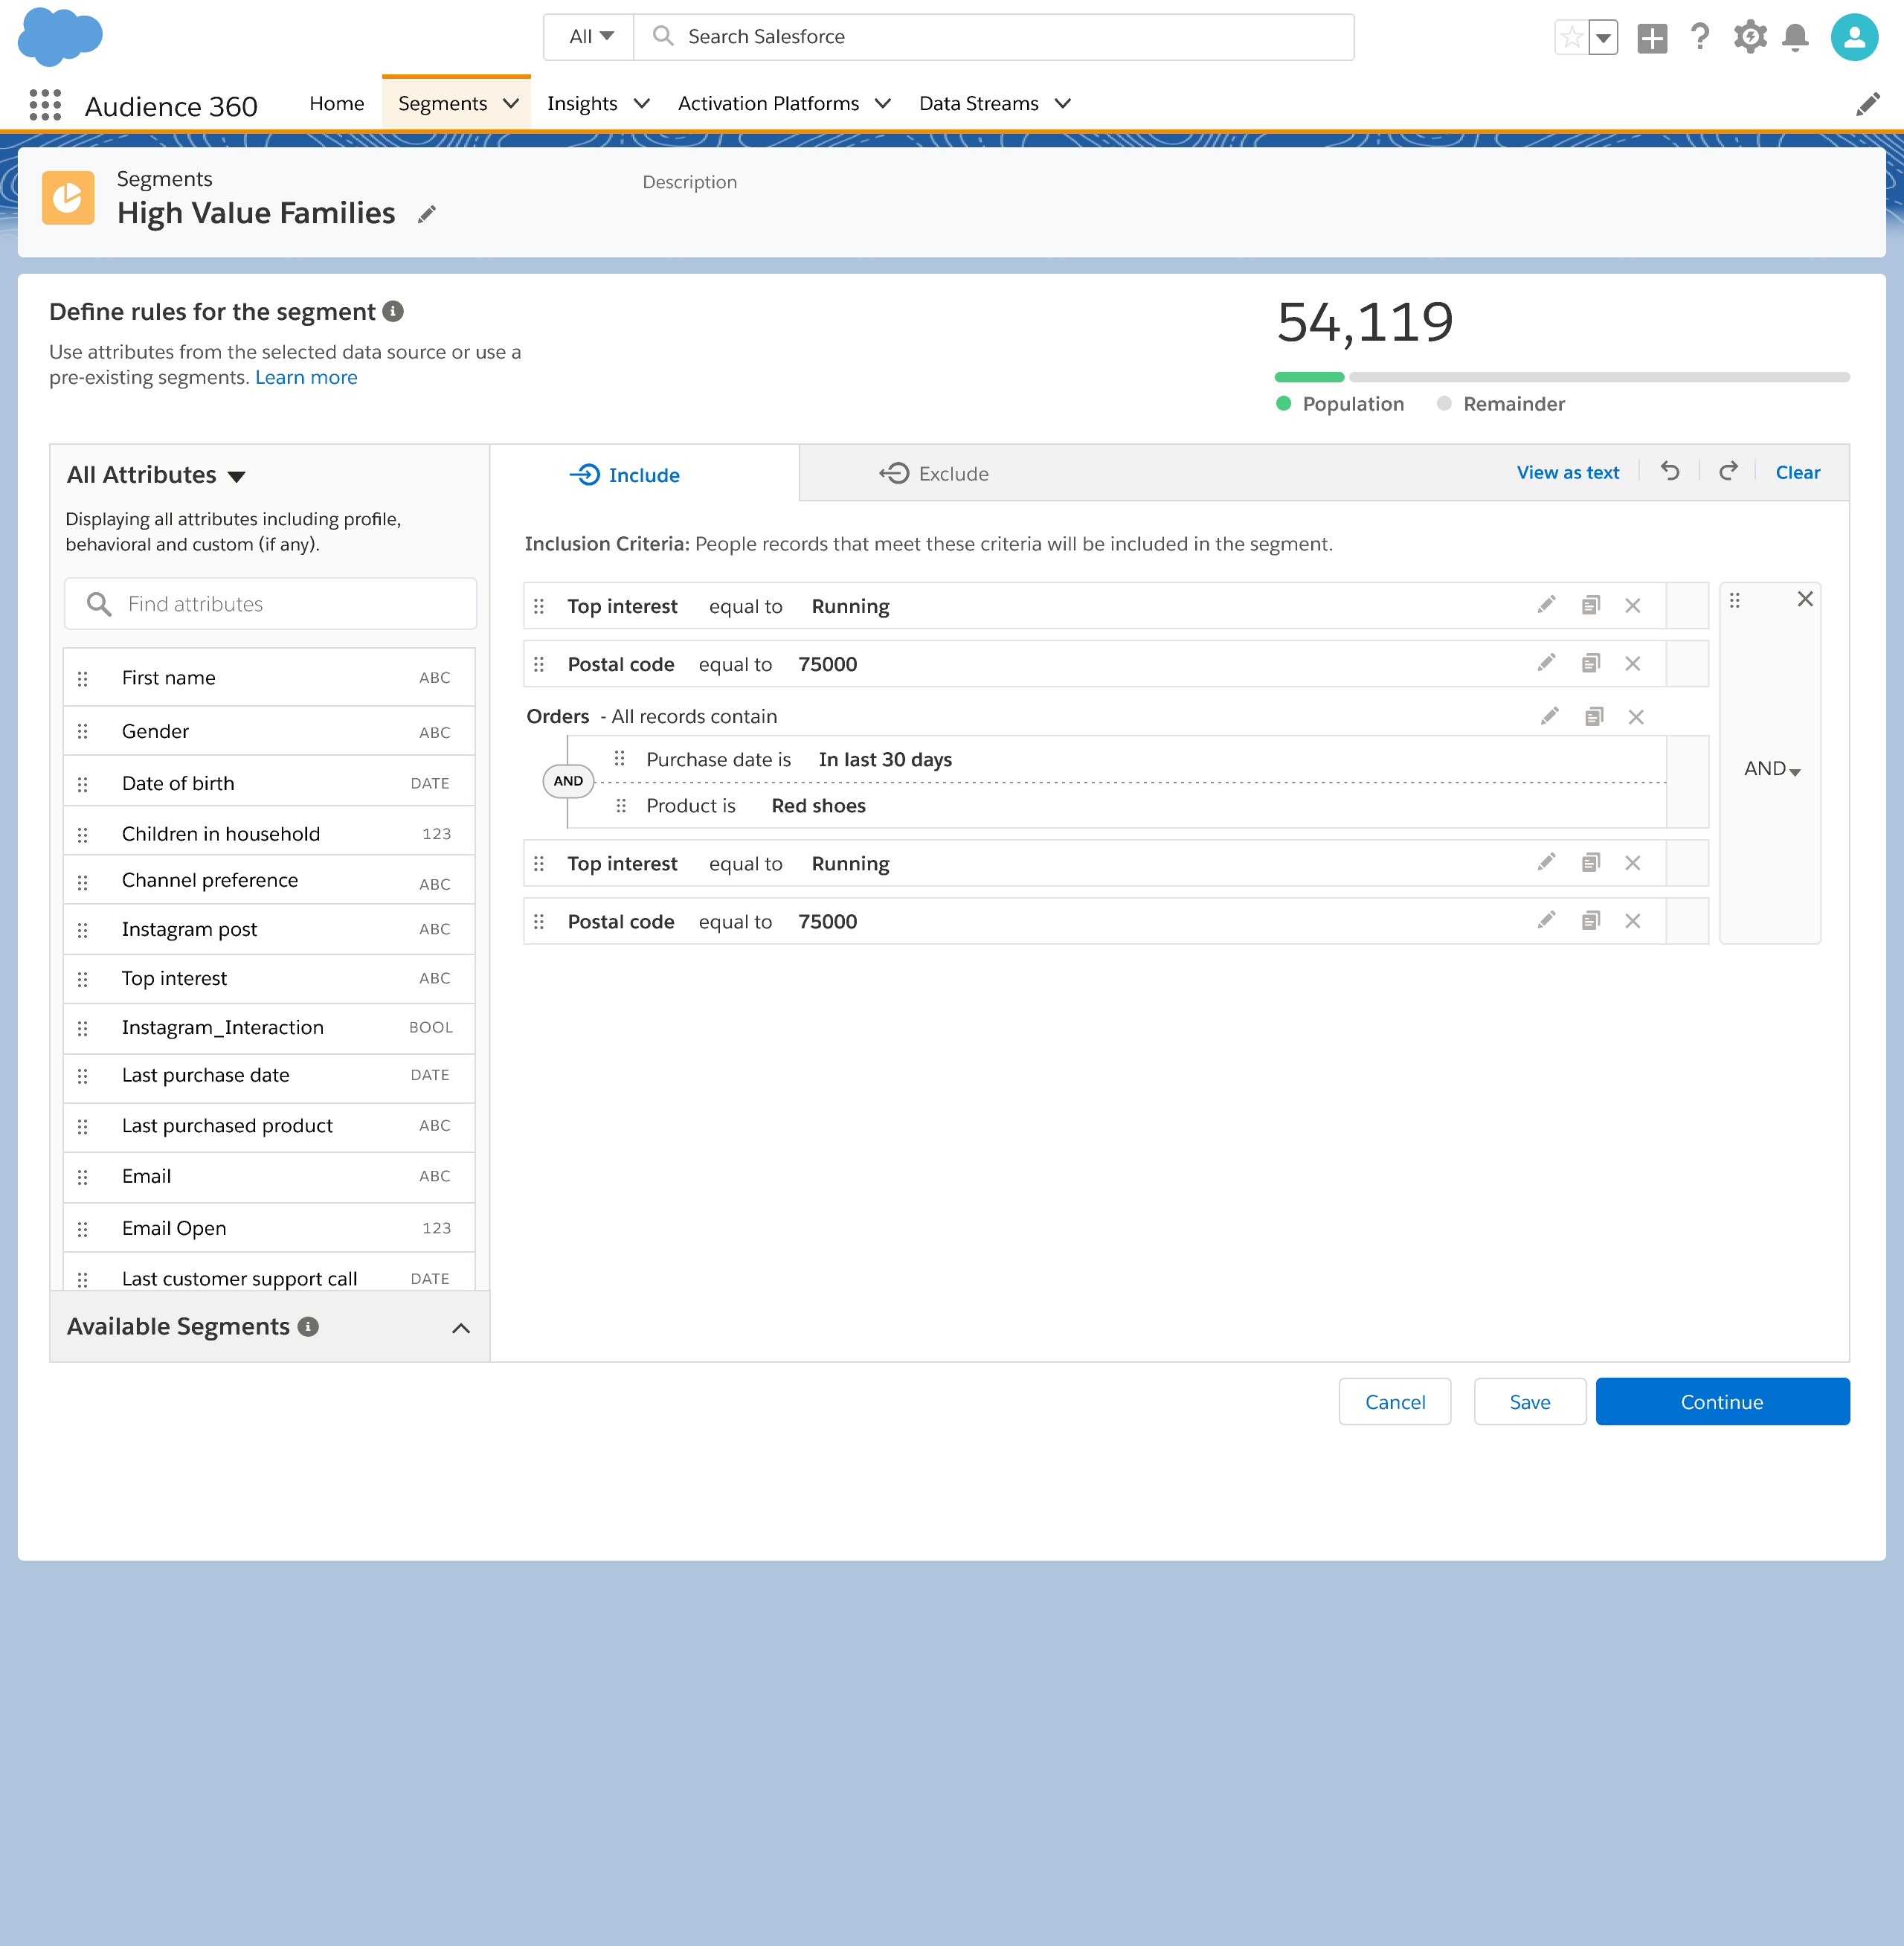 All
Search Salesforce
Audience 360
Home
Segments
Insights
Activation Platforms
Data Streams
Segments
High Value Families
Description
Define rules for the segment
Use attributes from the selected data source or use a
pre-existing segments. Learn more
54,119
Population
Remainder
All Attributes
Displaying all attributes including profile,
behavioral and custom (if any).
Find attributes
First name ABC
Gender ABC
Date of birth DATE
Children in household 123
Channel preference ABC
Instagram post ABC
Top interest ABC
Instagram_Interaction BOOL
Last purchase date DATE
Last purchased product ABC
Email ABC
Email Open 123
Last customer support call DATE
Available Segments
Include
Exclude
View as text
Clear
Inclusion Criteria: People records that meet these criteria will be included in the segment.
Top interest equal to Running
Postal code equal to 75000
Orders - All records contain
Purchase date is In last 30 days
AND
Product is Red shoes
Top interest equal to Running
Postal code equal to 75000
AND
Cancel
Save
Continue